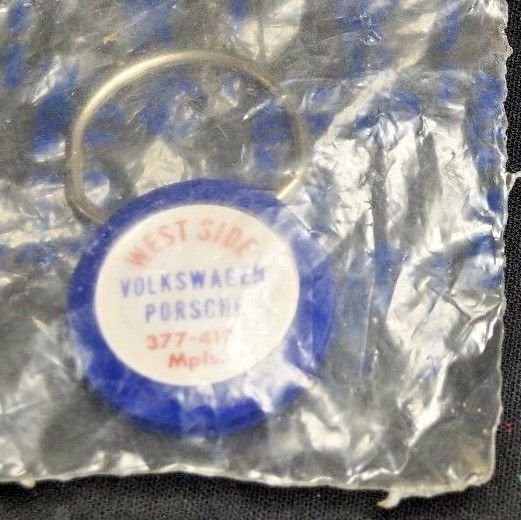 WEST SIDE
VOLKSWAGEN
PORSCHE
Mpls.